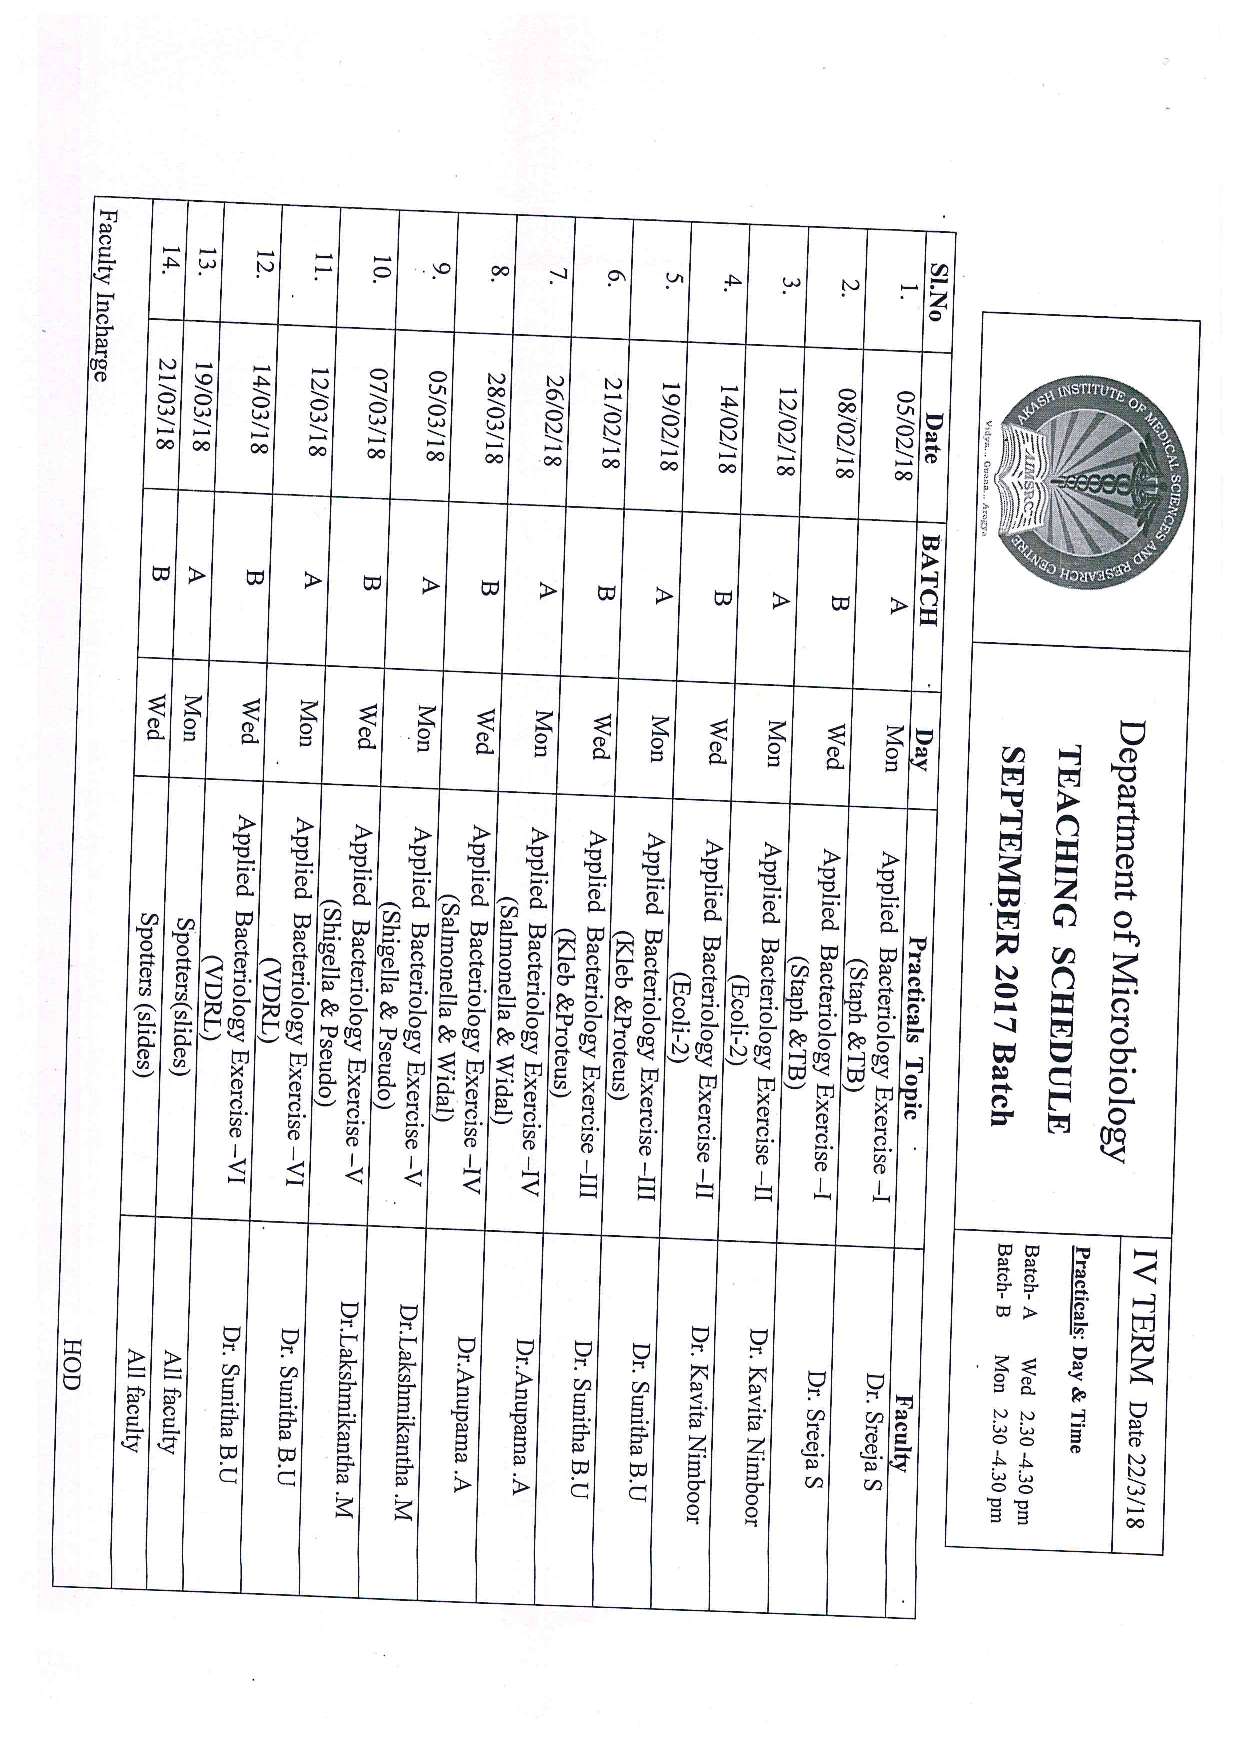 AKASH INSTITUTE OF MEDICAL SCIENCES AND RESEARCH CENTRE
AIMSRC
Vidya... Guana... Arogya
Department of Microbiology
TEACHING SCHEDULE
SEPTEMBER 2017 Batch
IV TERM Date 22/3/18
Practicals: Day & Time
Batch- A Wed 2.30 -4.30 pm
Batch- B Mon 2.30 -4.30 pm
Sl.No Date BATCH Day Practicals Topic Faculty
1. 05/02/18 A Mon Applied Bacteriology Exercise –I Dr. Sreeja S
(Staph &TB)
2. 08/02/18 B Wed Applied Bacteriology Exercise –I Dr. Sreeja S
(Staph &TB)
3. 12/02/18 A Mon Applied Bacteriology Exercise –II Dr. Kavita Nimboor
(Ecoli-2)
4. 14/02/18 B Wed Applied Bacteriology Exercise –II Dr. Kavita Nimboor
(Ecoli-2)
5. 19/02/18 A Mon Applied Bacteriology Exercise –III Dr. Sunitha B.U
(Kleb &Proteus)
6. 21/02/18 B Wed Applied Bacteriology Exercise –III Dr. Sunitha B.U
(Kleb &Proteus)
7. 26/02/18 A Mon Applied Bacteriology Exercise –IV Dr.Anupama .A
(Salmonella & Widal)
8. 28/03/18 B Wed Applied Bacteriology Exercise –IV Dr.Anupama .A
(Salmonella & Widal)
9. 05/03/18 A Mon Applied Bacteriology Exercise –V Dr.Lakshmikantha .M
(Shigella & Pseudo)
10. 07/03/18 B Wed Applied Bacteriology Exercise –V Dr.Lakshmikantha .M
(Shigella & Pseudo)
11. 12/03/18 A Mon Applied Bacteriology Exercise –VI Dr. Sunitha B.U
(VDRL)
12. 14/03/18 B Wed Applied Bacteriology Exercise –VI Dr. Sunitha B.U
(VDRL)
13. 19/03/18 A Mon Spotters(slides) All faculty
14. 21/03/18 B Wed Spotters (slides) All faculty
Faculty Incharge HOD